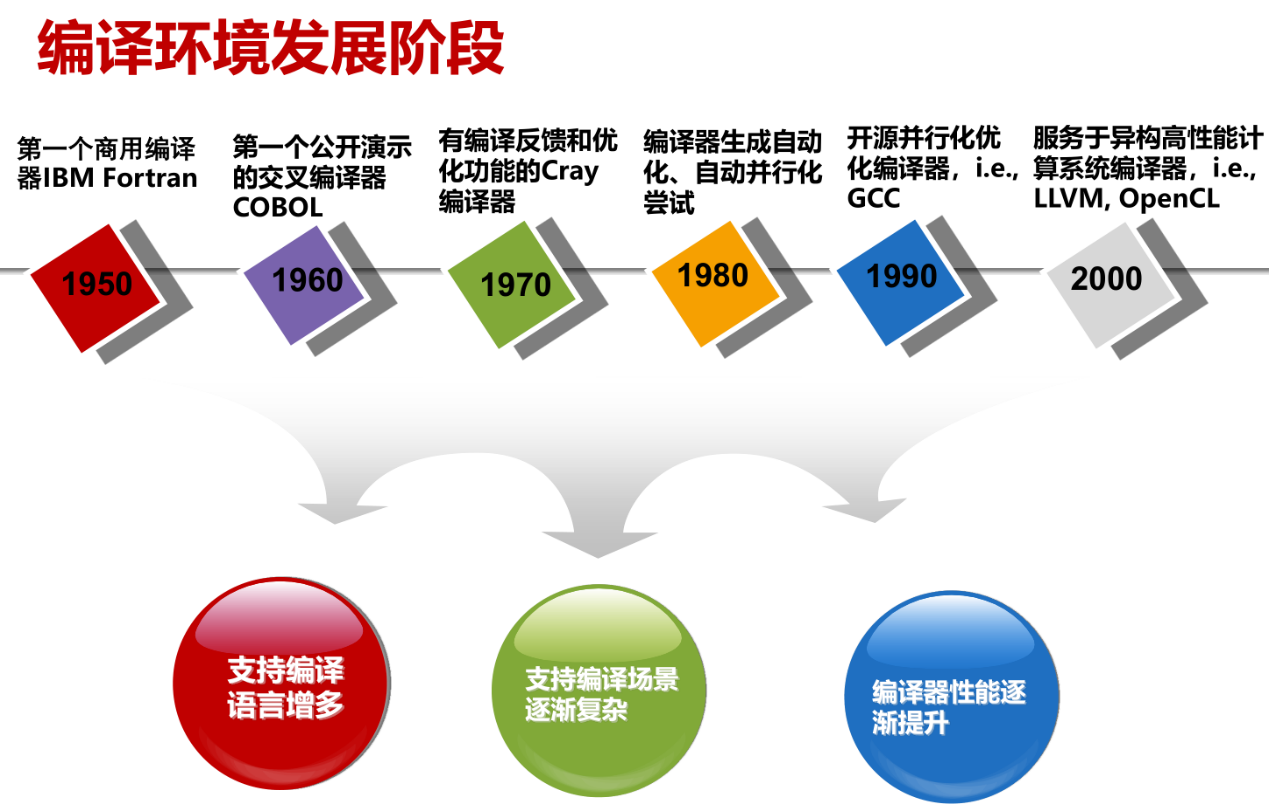 编译环境发展阶段
第一个商用编译
器IBM Fortran
第一个公开演示
的交叉编译器
COBOL
有编译反馈和优
化功能的Cray
编译器
编译器生成自动
化、自动并行化
尝试
开源并行化优
化编译器，i.e.,
GCC
服务于异构高性能计
算系统编译器，i.e.,
LLVM, OpenCL
1950
1960
1970
1980
1990
2000
支持编译
语言增多
支持编译场景
逐渐复杂
编译器性能逐
渐提升